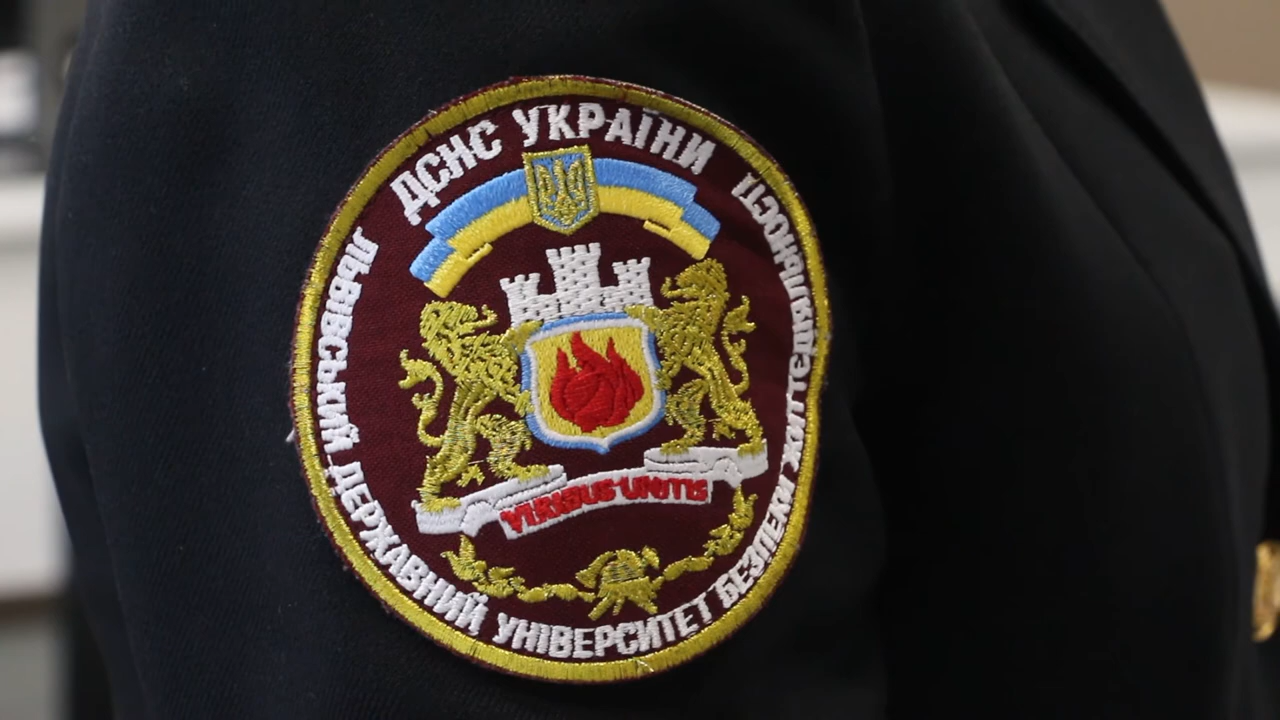 ДСНС УКРАЇНИ
ЛЬВІВСЬКИЙ ДЕРЖАВНИЙ УНІВЕРСИТЕТ БЕЗПЕКИ ЖИТТЄДІЯЛЬНОСТІ
VIRIBUS UNITIS